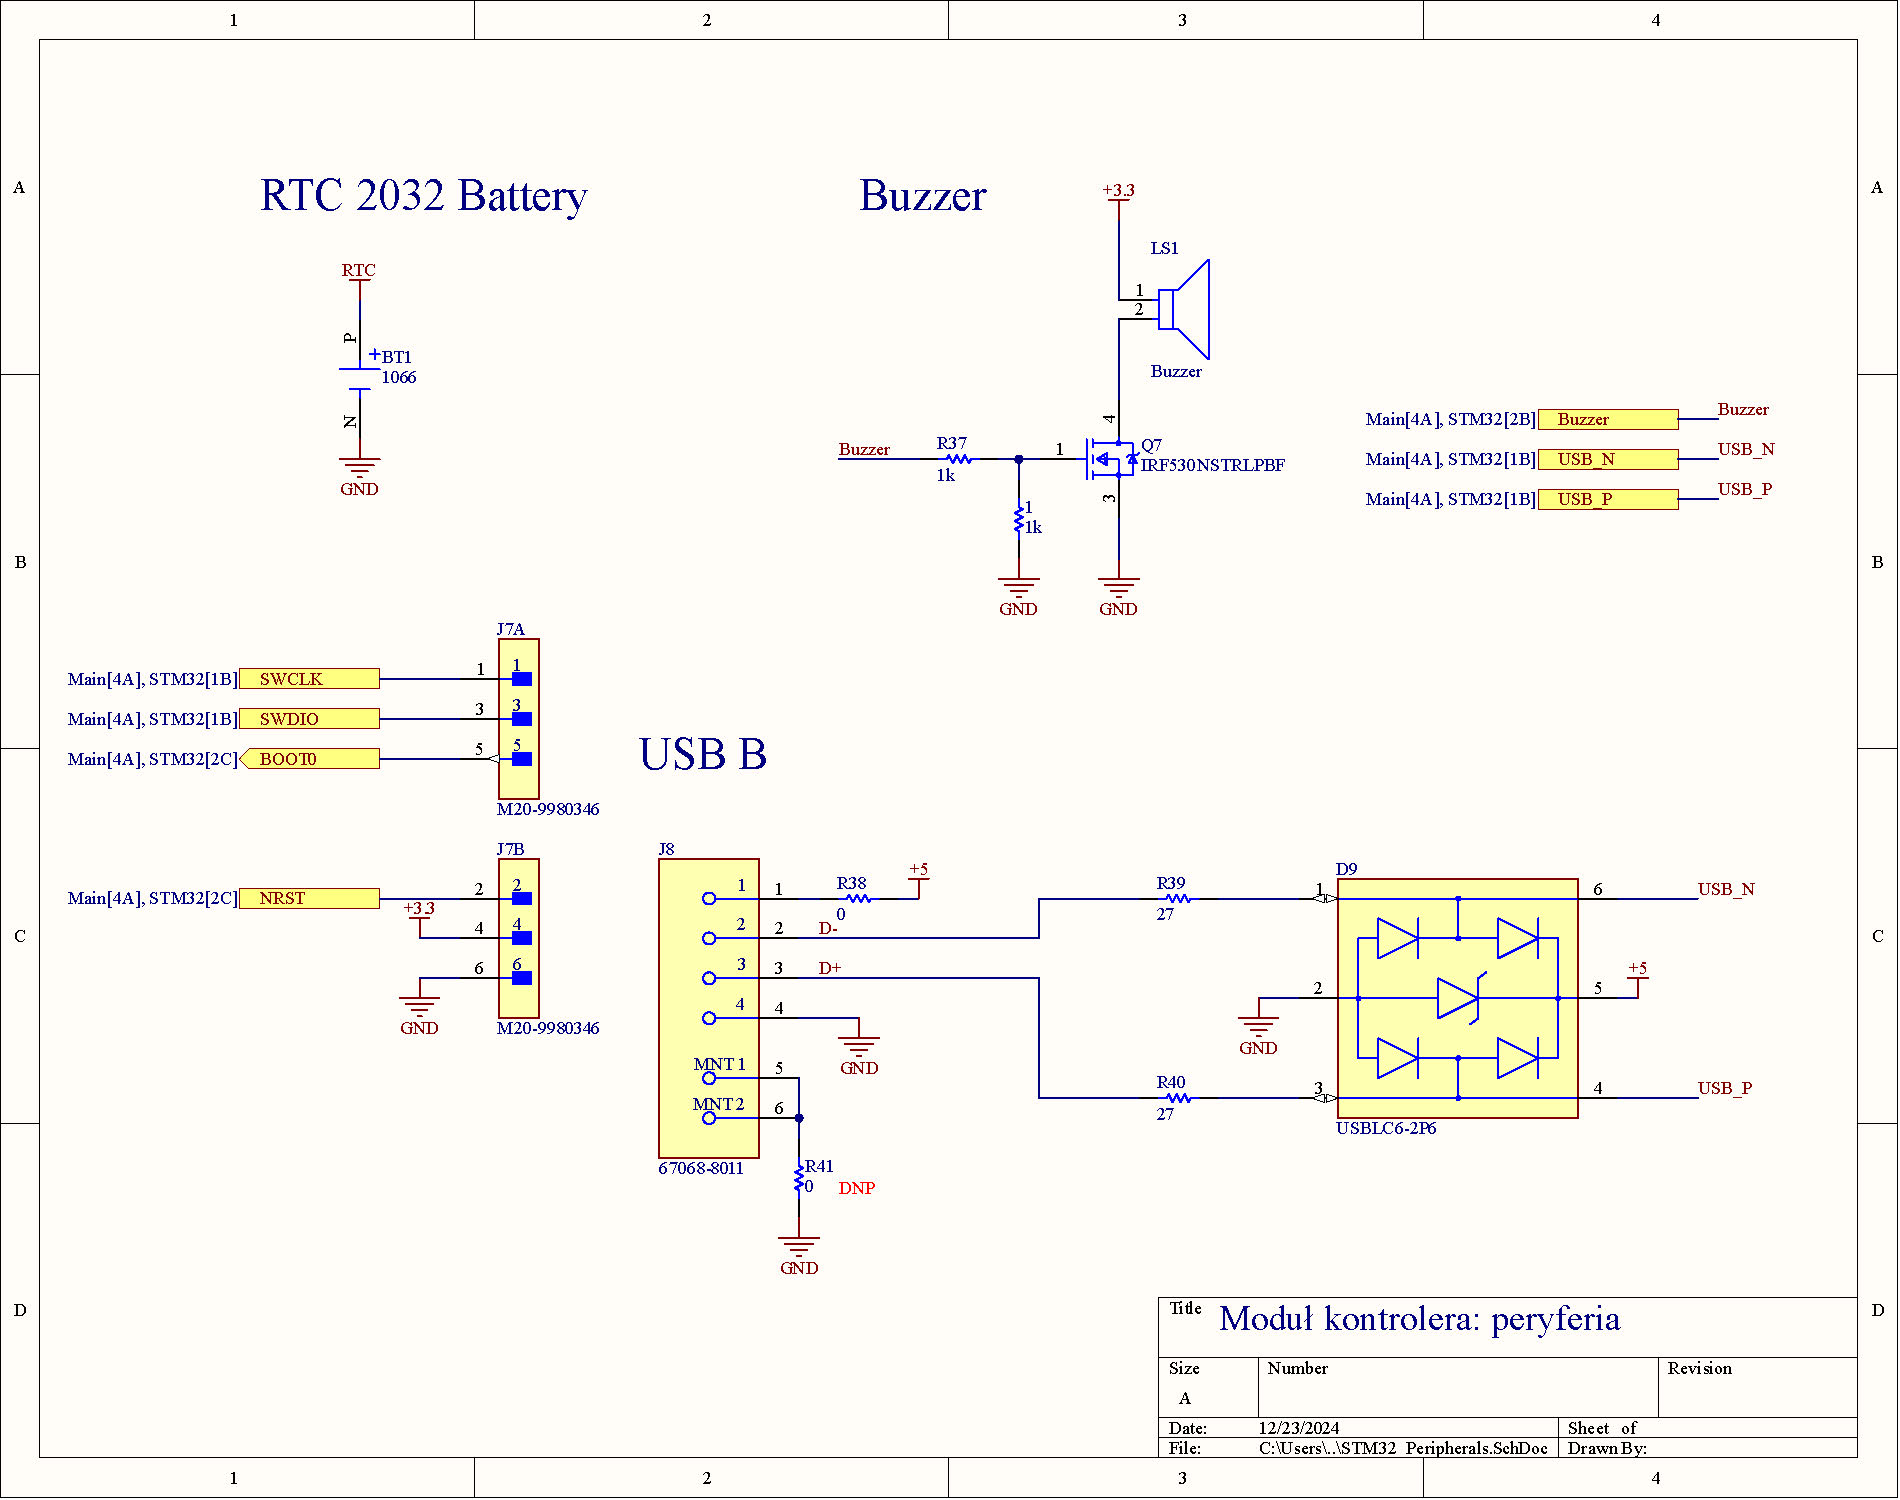 1 2 3 4
A A
RTC 2032 Battery
Buzzer
+3.3
LS1
1
2
Buzzer
RTC
P
+
BT1
1066
N
GND
4
Buzzer
R37
1k
1
Q7
IRF530NSTRLPBF
3
1
1k
GND
GND
Main[4A], STM32[2B] Buzzer Buzzer
Main[4A], STM32[1B] USB_N USB_N
Main[4A], STM32[1B] USB_P USB_P
B B
J7A
Main[4A], STM32[1B] SWCLK 1 1
Main[4A], STM32[1B] SWDIO 3 3
Main[4A], STM32[2C] BOOT0 5 5
M20-9980346
J7B
Main[4A], STM32[2C] NRST 2 2
+3.3
4 4
6 6
GND
M20-9980346
C C
USB B
J8
1 1
R38
0
+5
2 2 D-
3 3 D+
4 4
GND
MNT1 5
MNT2 6
67068-8011
R41
0
DNP
GND
R39
27
R40
27
D9
1 6 USB_N
2 5
+5
GND
3 4 USB_P
USBLC6-2P6
D D
Title Moduł kontrolera: peryferia
Size Number Revision
A
Date: 12/23/2024 Sheet of
File: C:\Users\..\STM32_Peripherals.SchDoc Drawn By:
1 2 3 4